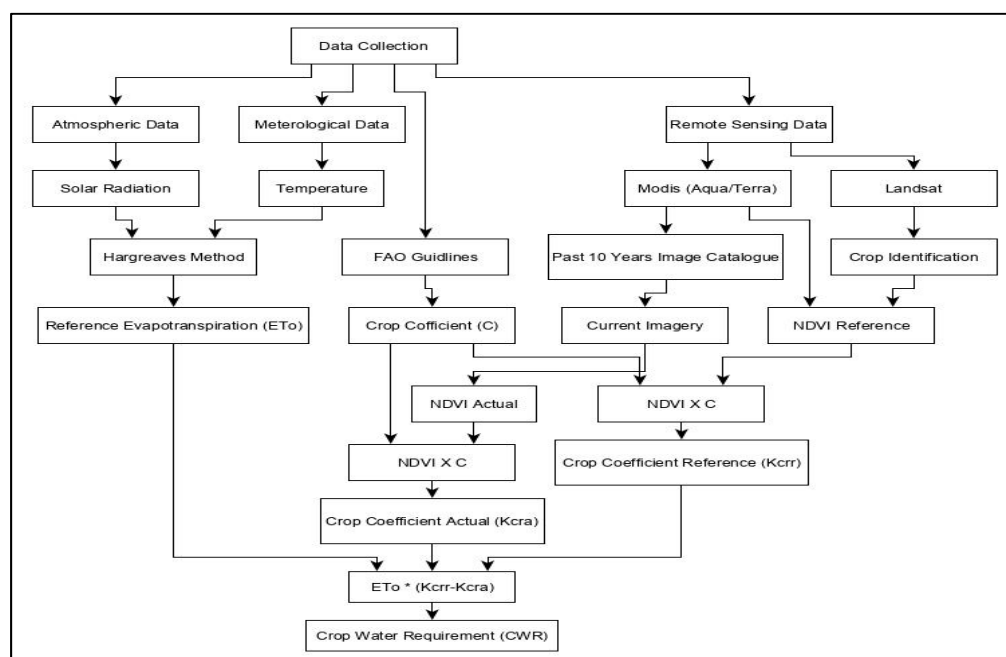 Data Collection
Atmospheric Data
Meterological Data
Remote Sensing Data
Solar Radiation
Temperature
Modis (Aqua/Terra)
Landsat
Hargreaves Method
FAO Guidlines
Past 10 Years Image Catalogue
Crop Identification
Reference Evapotranspiration (ETo)
Crop Cofficient (C)
Current Imagery
NDVI Reference
NDVI Actual
NDVI X C
NDVI X C
Crop Coefficient Reference (Kcrr)
Crop Coefficient Actual (Kcra)
ETo * (Kcrr-Kcra)
Crop Water Requirement (CWR)